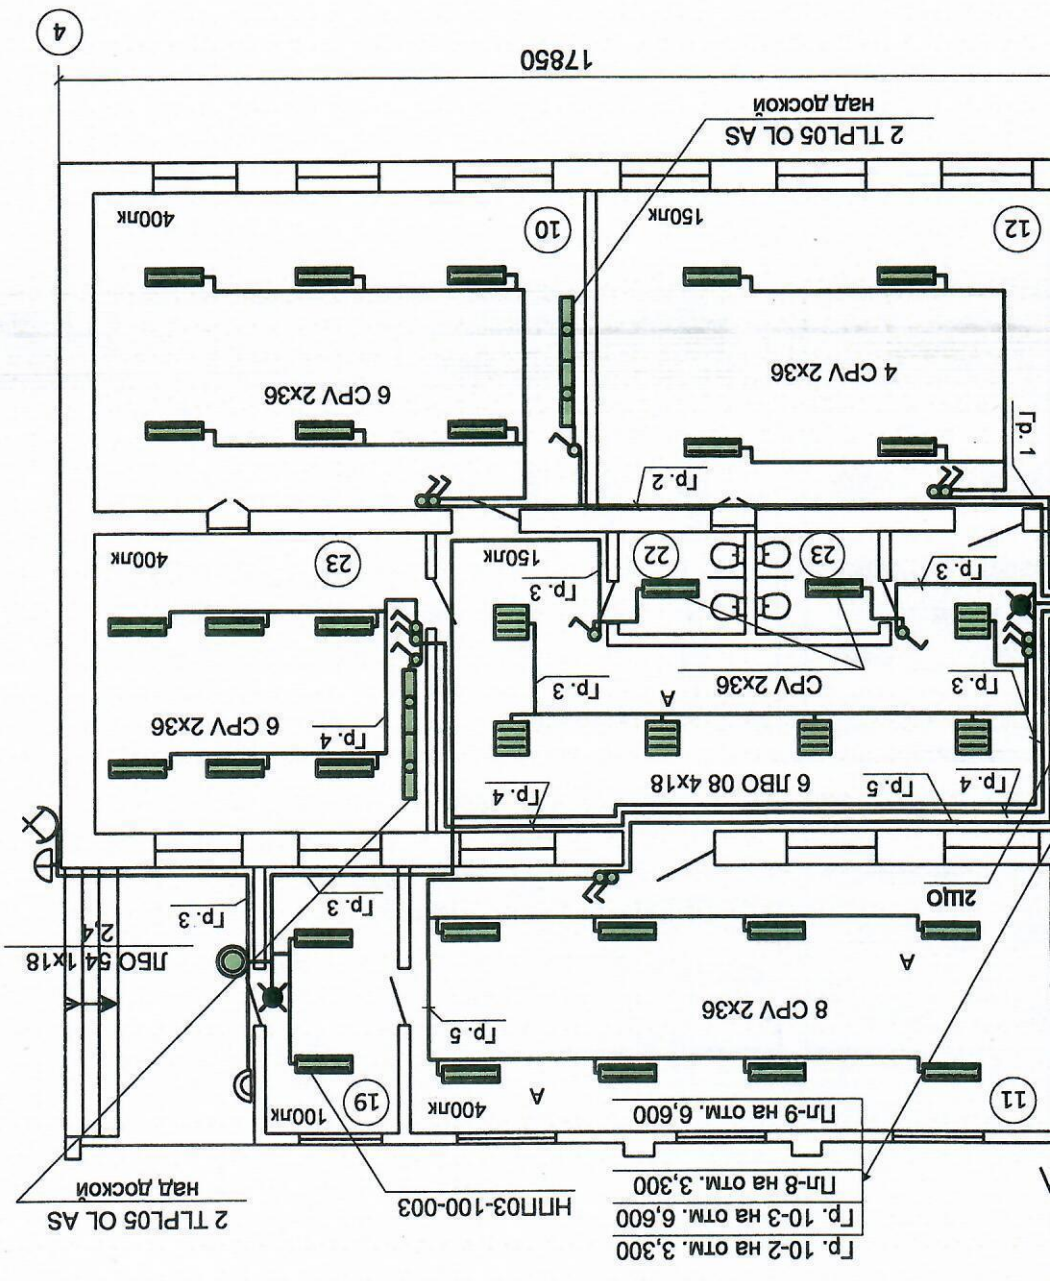 Гр. 10-2 на отм. 3,300
Гр. 10-3 на отм. 6,600
Пл-8 на отм. 3,300
Пл-9 на отм. 6,600
НПП03-100-003
2 TLPL05 OL AS
над доской
11
А
400лк
19
100лк
8 CPV 2x36
Гр. 5
А
ЛБО 54 1x18
2,4
Гр. 3
Гр. 3
2ЩО
Гр. 4
Гр. 5
6 ЛВО 08 4x18
Гр. 4
Гр. 3
А
CPV 2x36
Гр. 3
Гр. 4
6 CPV 2x36
Гр. 3
23
22
Гр. 3
150лк
23
400лк
Гр. 2
Гр. 1
4 CPV 2x36
6 CPV 2x36
12
150лк
10
400лк
2 TLPL05 OL AS
над доской
17850
4